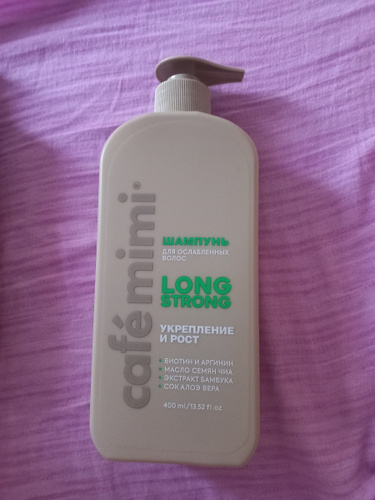 café mimi®
ШАМПУНЬ
ДЛЯ ОСЛАБЛЕННЫХ
ВОЛОС
LONG
STRONG
УКРЕПЛЕНИЕ
И РОСТ
• БИОТИН И АРГИНИН
• МАСЛО СЕМЯН ЧИА
• ЭКСТРАКТ БАМБУКА
• СОК АЛОЭ ВЕРА
400 ml/13.52 fl.oz